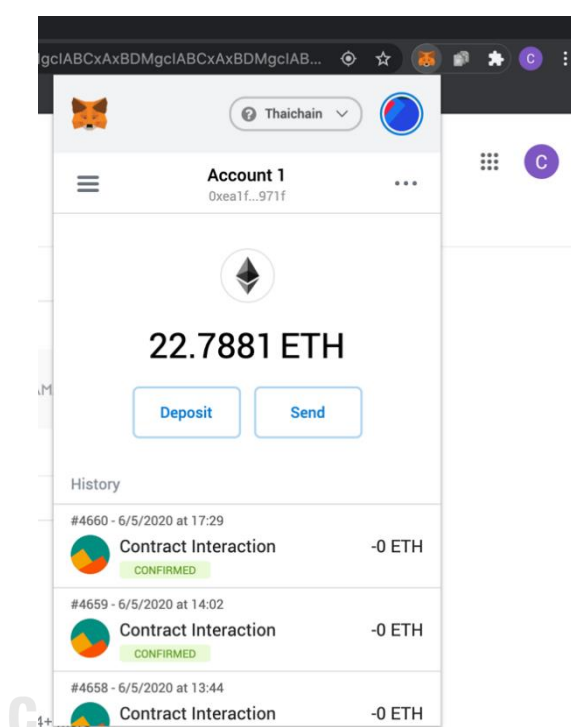 gclABCxAxBDMgclABCxAxBDMgclAB...
C
Thaichain
Account 1
0xea1f...971f
C
22.7881 ETH
Deposit
Send
History
#4660 - 6/5/2020 at 17:29
Contract Interaction
-0 ETH
CONFIRMED
#4659 - 6/5/2020 at 14:02
Contract Interaction
-0 ETH
CONFIRMED
#4658 - 6/5/2020 at 13:44
Contract Interaction
-0 ETH
4+